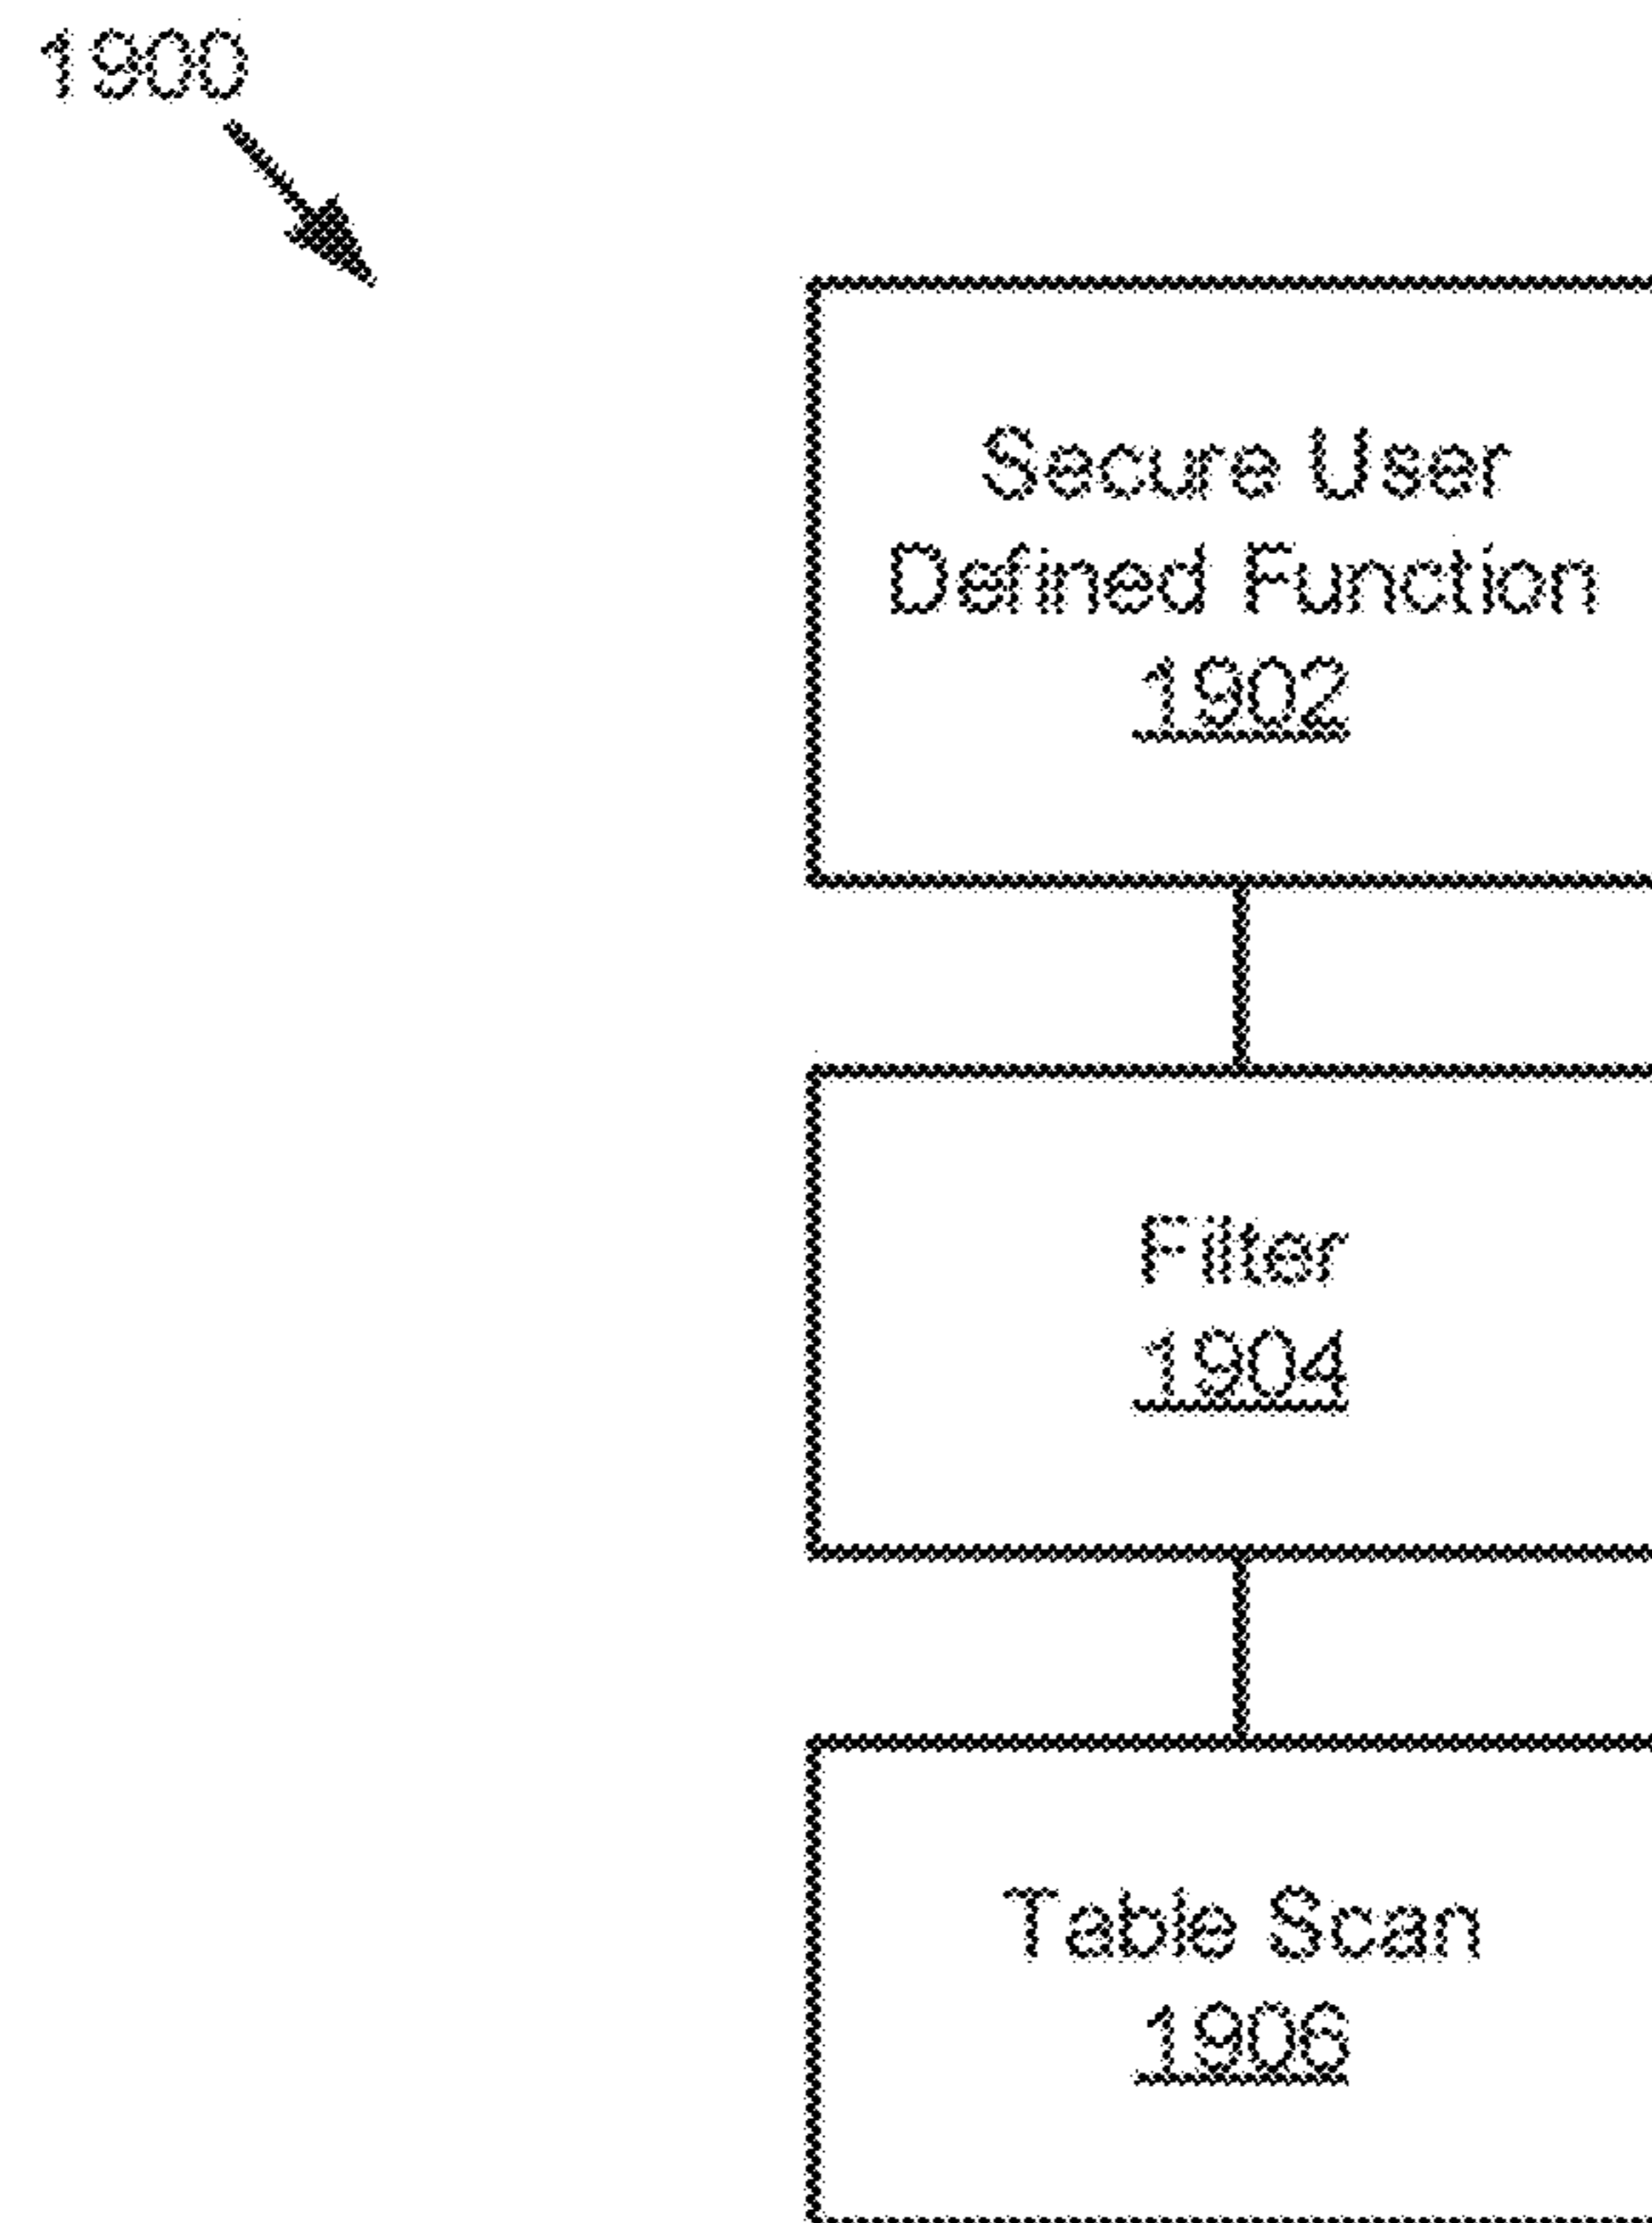 1900
Secure User
Defined Function
1902
Filter
1904
Table Scan
1906